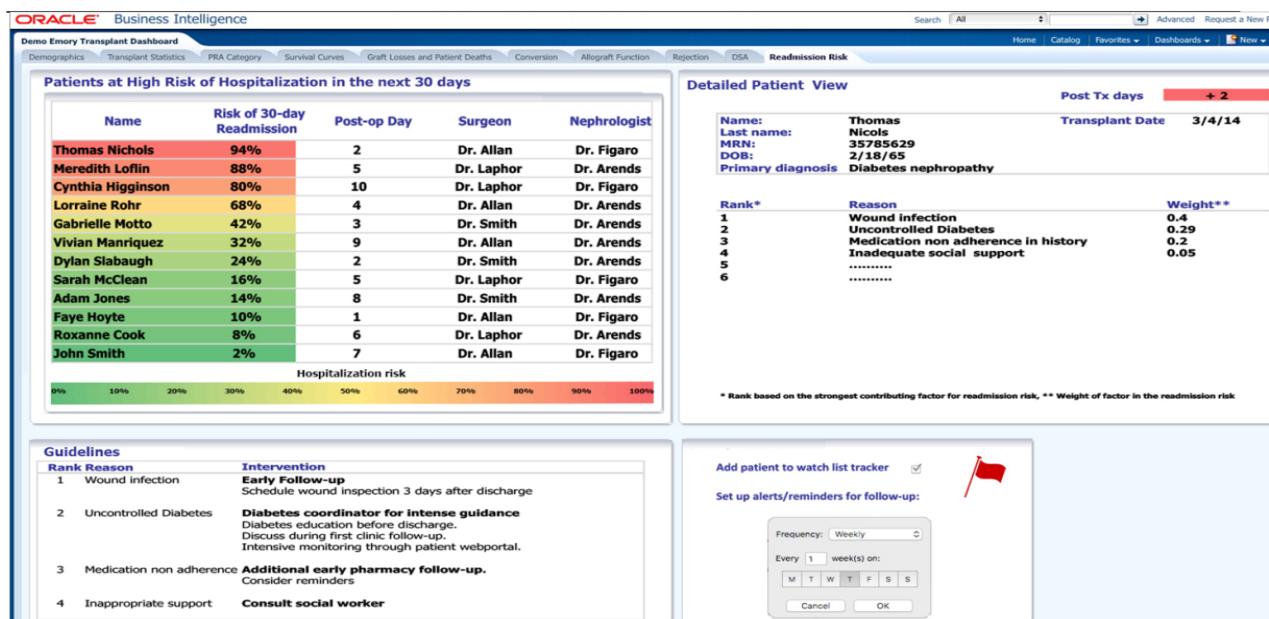 ORACLE Business Intelligence
Search All Advanced Request a New
Demo Emory Transplant Dashboard
Home Catalog Favorites Dashboards New
Demographics Transplant Statistics PRA Category Survival Curves Graft Losses and Patient Deaths Conversion Allograft Function Rejection DSA Readmission Risk
Patients at High Risk of Hospitalization in the next 30 days
Name Risk of 30-day Readmission Post-op Day Surgeon Nephrologist
Thomas Nichols 94% 2 Dr. Allan Dr. Figaro
Meredith Loflin 88% 5 Dr. Laphor Dr. Arends
Cynthia Higginson 80% 10 Dr. Laphor Dr. Figaro
Lorraine Rohr 68% 4 Dr. Allan Dr. Arends
Gabrielle Motto 42% 3 Dr. Smith Dr. Arends
Vivian Manriquez 32% 9 Dr. Allan Dr. Arends
Dylan Slabaugh 24% 2 Dr. Smith Dr. Arends
Sarah McClean 16% 5 Dr. Laphor Dr. Figaro
Adam Jones 14% 8 Dr. Smith Dr. Arends
Faye Hoyte 10% 1 Dr. Allan Dr. Figaro
Roxanne Cook 8% 6 Dr. Laphor Dr. Arends
John Smith 2% 7 Dr. Allan Dr. Figaro
Hospitalization risk
0% 10% 20% 30% 40% 50% 60% 70% 80% 90% 100%
Detailed Patient View
Post Tx days + 2
Name: Thomas Transplant Date 3/4/14
Last name: Nicols
MRN: 35785629
DOB: 2/18/65
Primary diagnosis Diabetes nephropathy
Rank* Reason Weight**
1 Wound infection 0.4
2 Uncontrolled Diabetes 0.29
3 Medication non adherence in history 0.2
4 Inadequate social support 0.05
5 ..........
6 ..........
* Rank based on the strongest contributing factor for readmission risk, ** Weight of factor in the readmission risk
Guidelines
Rank Reason Intervention
1 Wound infection Early Follow-up
Schedule wound inspection 3 days after discharge
2 Uncontrolled Diabetes Diabetes coordinator for intense guidance
Diabetes education before discharge.
Discuss during first clinic follow-up.
Intensive monitoring through patient webportal.
3 Medication non adherence Additional early pharmacy follow-up.
Consider reminders
4 Inappropriate support Consult social worker
Add patient to watch list tracker
Set up alerts/reminders for follow-up:
Frequency: Weekly
Every 1 week(s) on:
M T W T F S S
Cancel OK